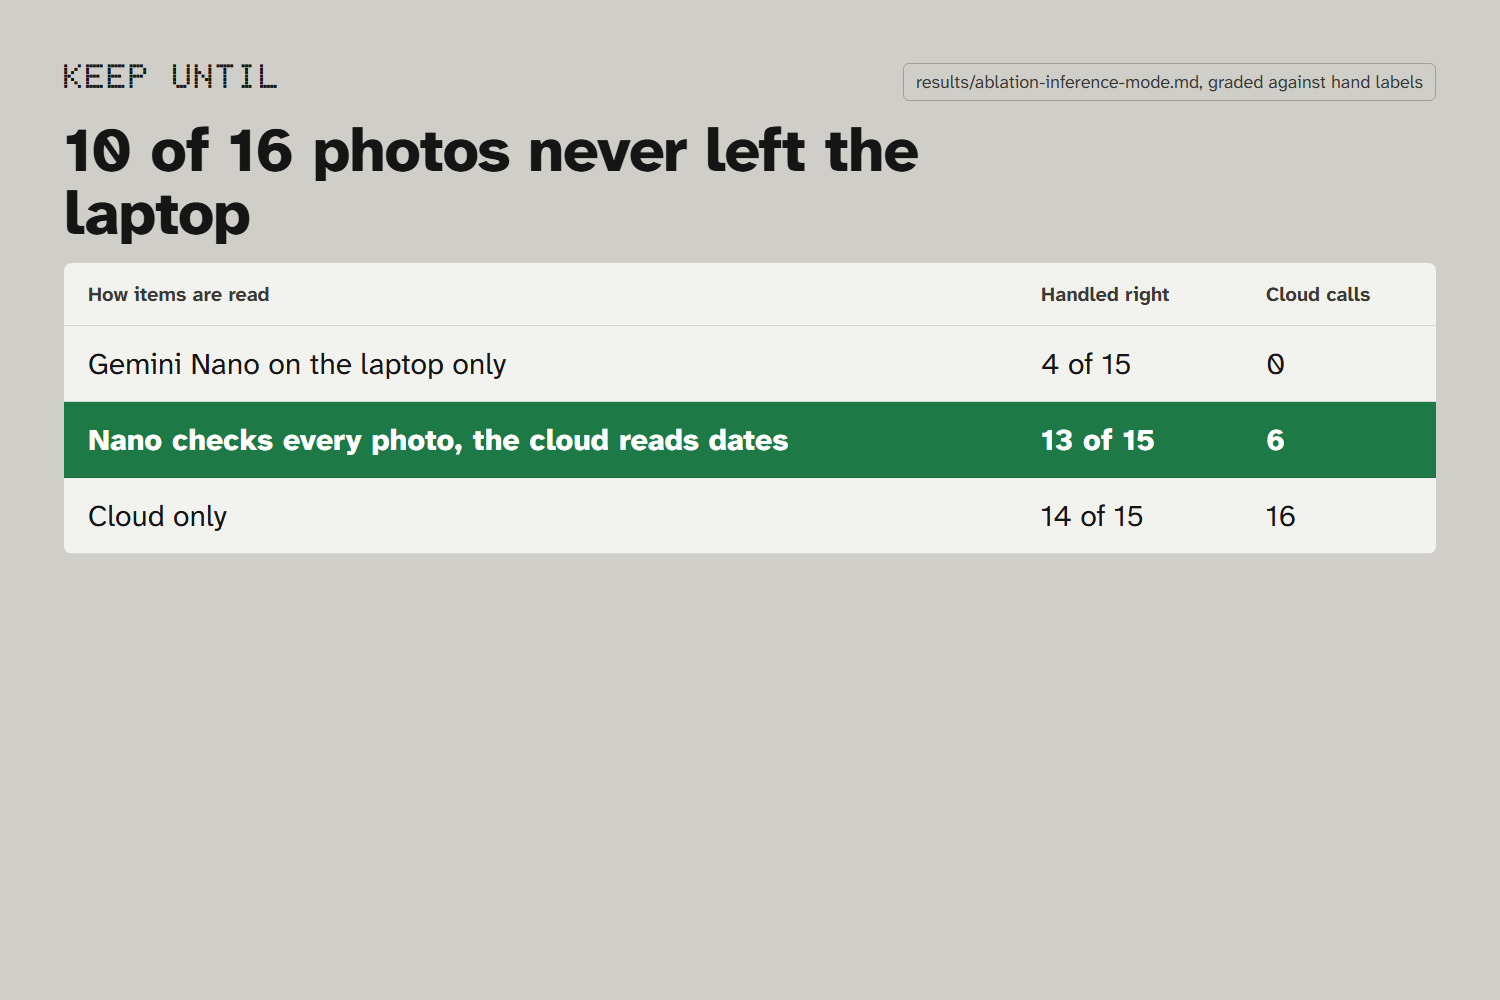 KEEP UNTIL
results/ablation-inference-mode.md, graded against hand labels
10 of 16 photos never left the
laptop
How items are read Handled right Cloud calls
Gemini Nano on the laptop only 4 of 15 0
Nano checks every photo, the cloud reads dates 13 of 15 6
Cloud only 14 of 15 16